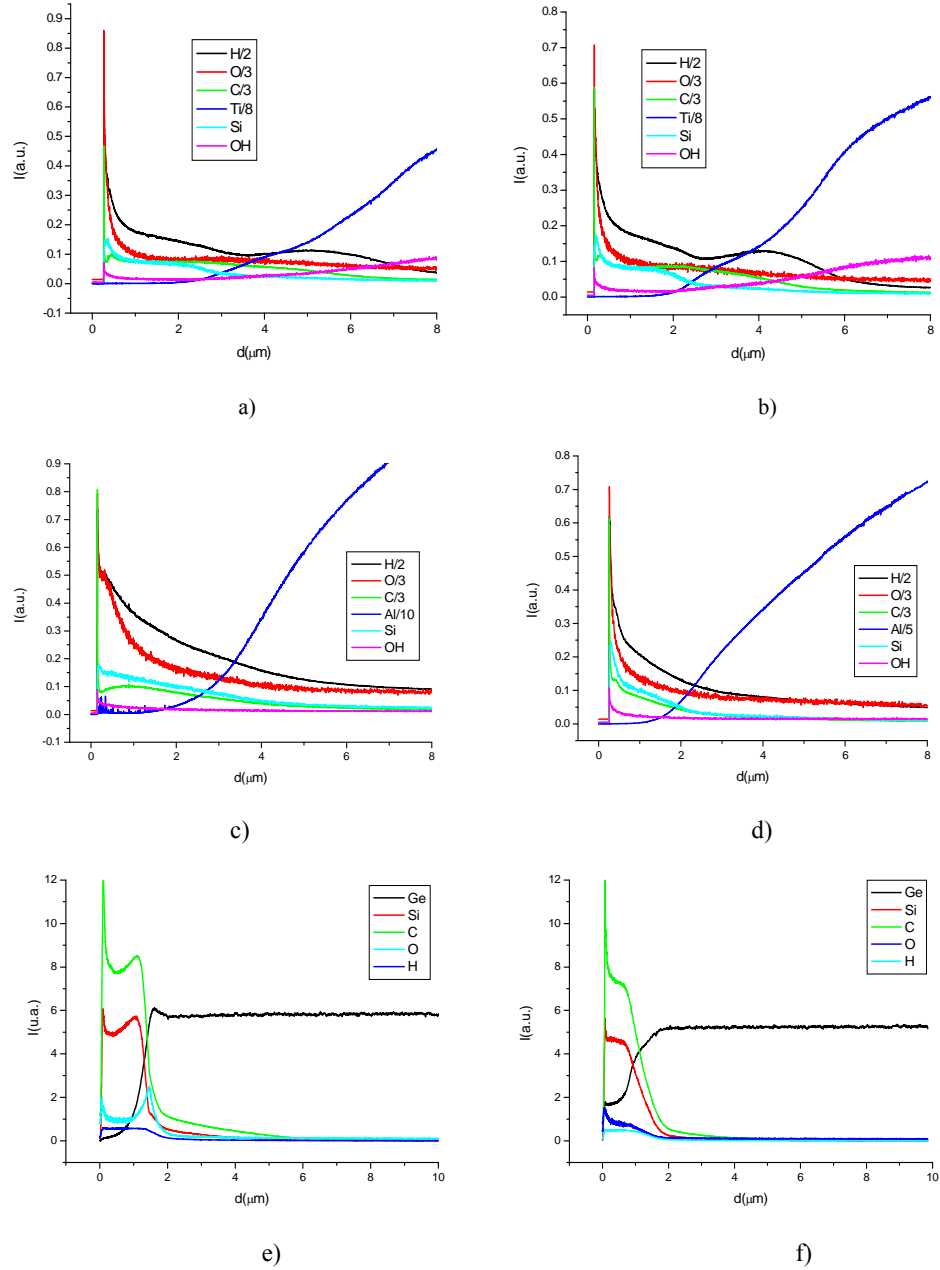 0.9
0.8
0.7
0.6
0.5
0.4
0.3
0.2
0.1
0.0
-0.1
I(a.u.)
H/2
O/3
C/3
Ti/8
Si
OH
0 2 4 6 8
d(μm)
a)
0.8
0.7
0.6
0.5
0.4
0.3
0.2
0.1
0.0
I(a.u.)
H/2
O/3
C/3
Ti/8
Si
OH
0 2 4 6 8
d(μm)
b)
0.9
0.8
0.7
0.6
0.5
0.4
0.3
0.2
0.1
0.0
-0.1
I(a.u.)
H/2
O/3
C/3
Al/10
Si
OH
0 2 4 6 8
d(μm)
c)
0.8
0.7
0.6
0.5
0.4
0.3
0.2
0.1
0.0
I(a.u.)
H/2
O/3
C/3
Al/5
Si
OH
0 2 4 6 8
d(μm)
d)
12
10
8
6
4
2
0
I(u.a.)
Ge
Si
C
O
H
0 2 4 6 8 10
d(μm)
e)
12
10
8
6
4
2
0
I(a.u.)
Ge
Si
C
O
H
0 2 4 6 8 10
d(μm)
f)